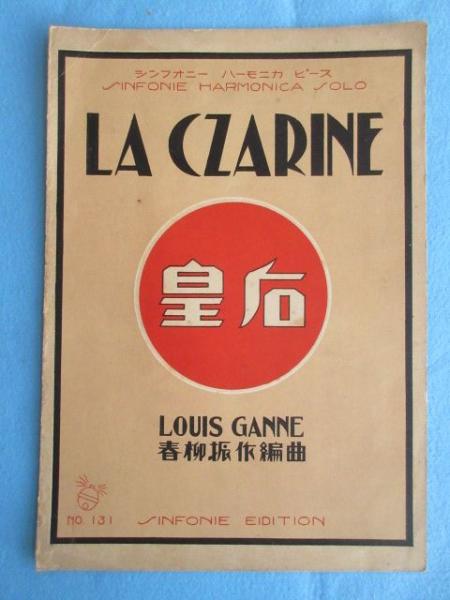 シンフオニー ハーモニカ ピース
SINFONIE HARMONICA SOLO
LA CZARINE
皇后
LOUIS GANNE
春柳振作編曲
NO. 131 SINFONIE EIDITION